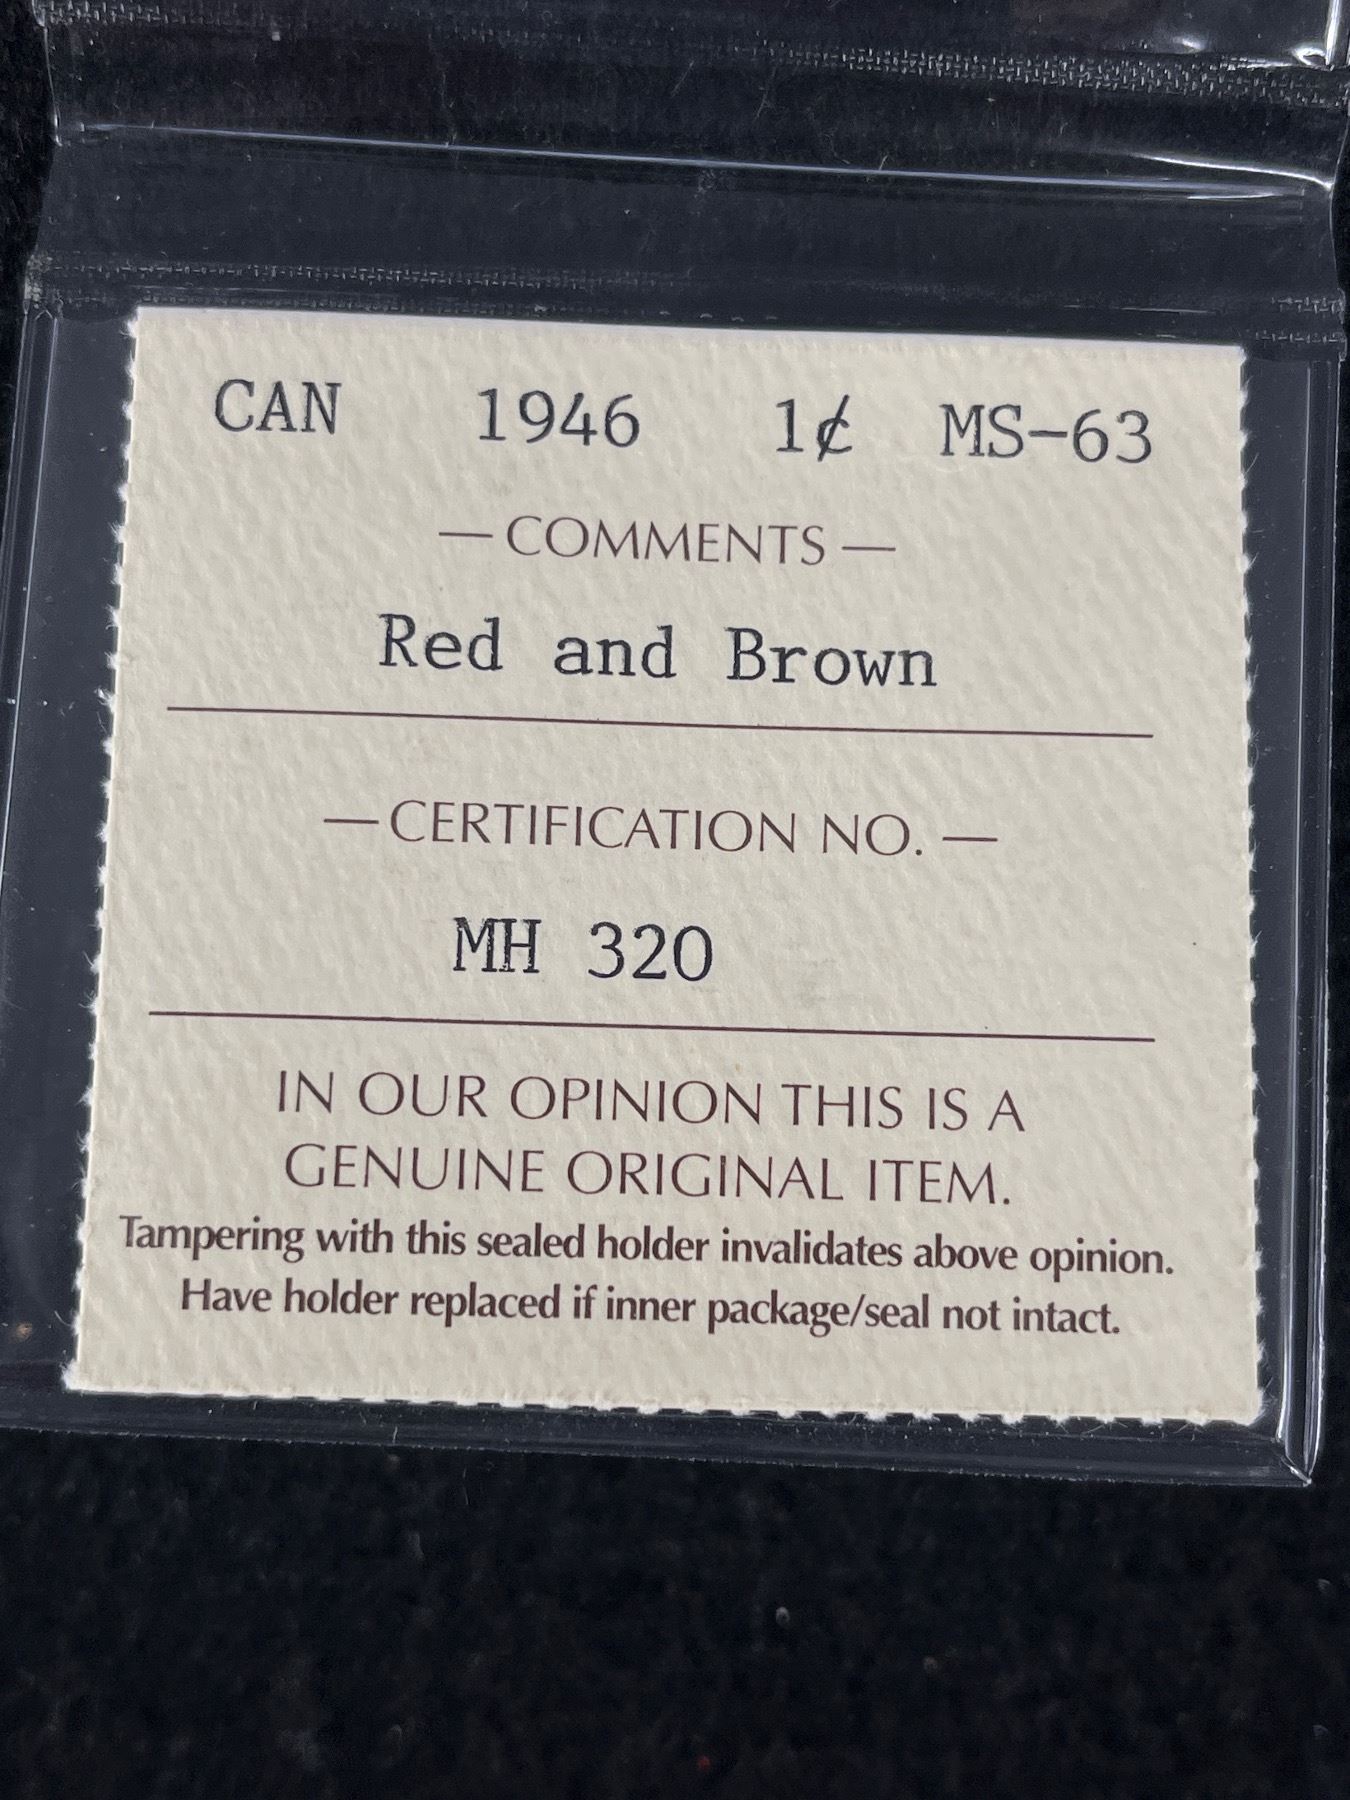 CAN 1946 1¢ MS-63
— COMMENTS —
Red and Brown
— CERTIFICATION NO. —
MH 320
IN OUR OPINION THIS IS A
GENUINE ORIGINAL ITEM.
Tampering with this sealed holder invalidates above opinion.
Have holder replaced if inner package/seal not intact.